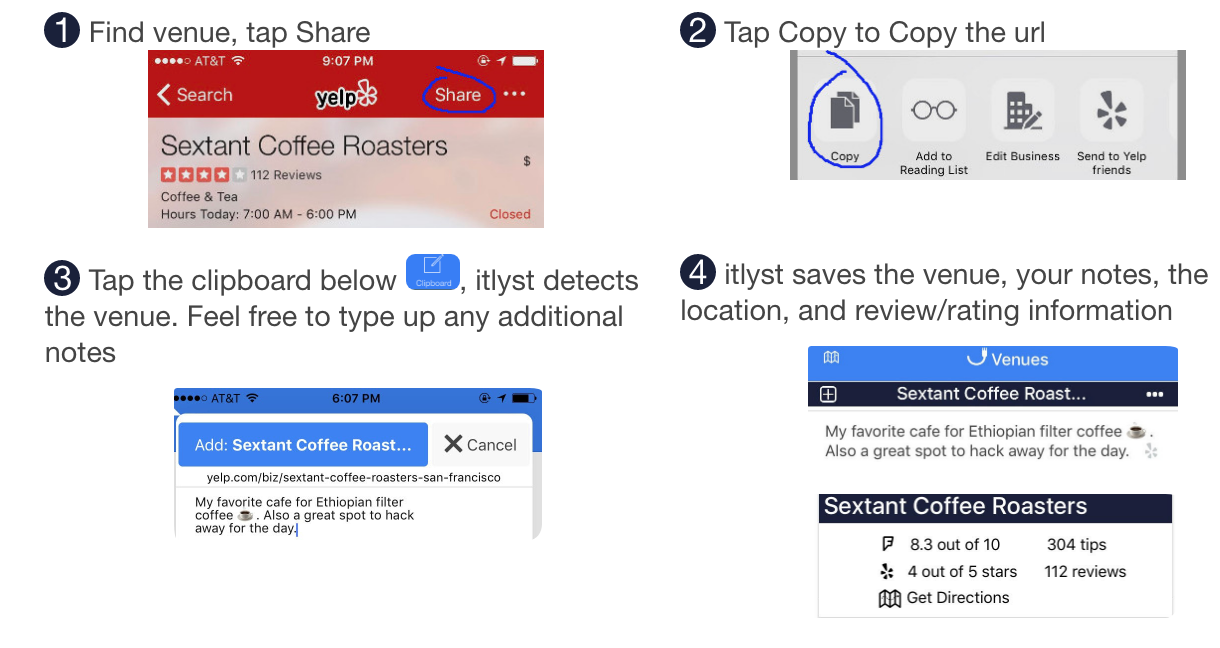 1 Find venue, tap Share
AT&T 9:07 PM
Search yelp Share •••
Sextant Coffee Roasters
$
112 Reviews
Coffee & Tea
Hours Today: 7:00 AM - 6:00 PM Closed
2 Tap Copy to Copy the url
Copy
Add to
Reading List
Edit Business
Send to Yelp
friends
3 Tap the clipboard below Clipboard, itlyst detects
the venue. Feel free to type up any additional
notes
AT&T 6:07 PM
Add: Sextant Coffee Roast... Cancel
yelp.com/biz/sextant-coffee-roasters-san-francisco
My favorite cafe for Ethiopian filter
coffee ☕. Also a great spot to hack
away for the day.
4 itlyst saves the venue, your notes, the
location, and review/rating information
Venues
Sextant Coffee Roast... •••
My favorite cafe for Ethiopian filter coffee ☕.
Also a great spot to hack away for the day.
Sextant Coffee Roasters
8.3 out of 10 304 tips
4 out of 5 stars 112 reviews
Get Directions